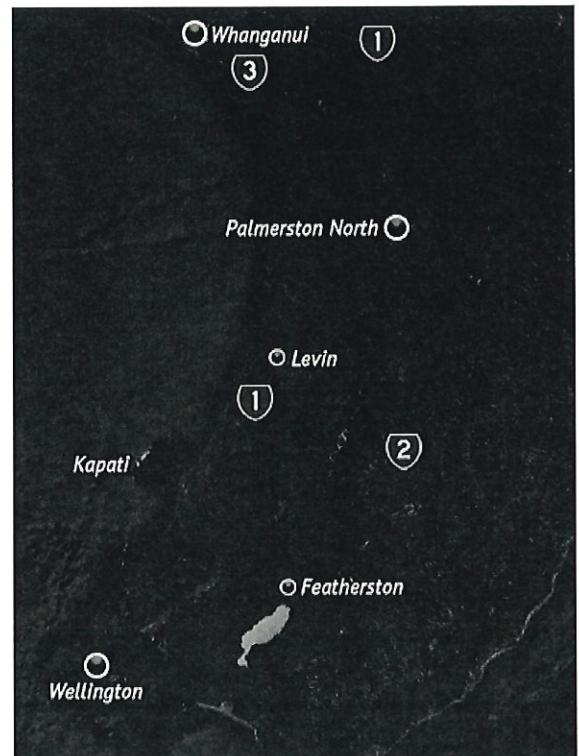 Whanganui
1
3
Palmerston North
Levin
1
2
Kapati
Featherston
Wellington